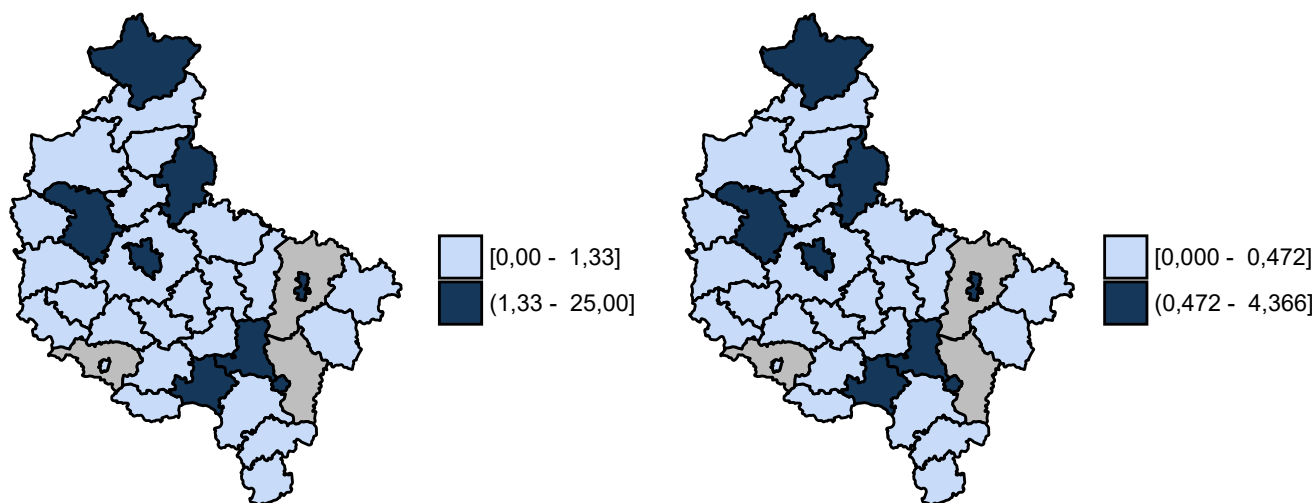 [0,00 - 1,33]
(1,33 - 25,00]
[0,000 - 0,472]
(0,472 - 4,366]